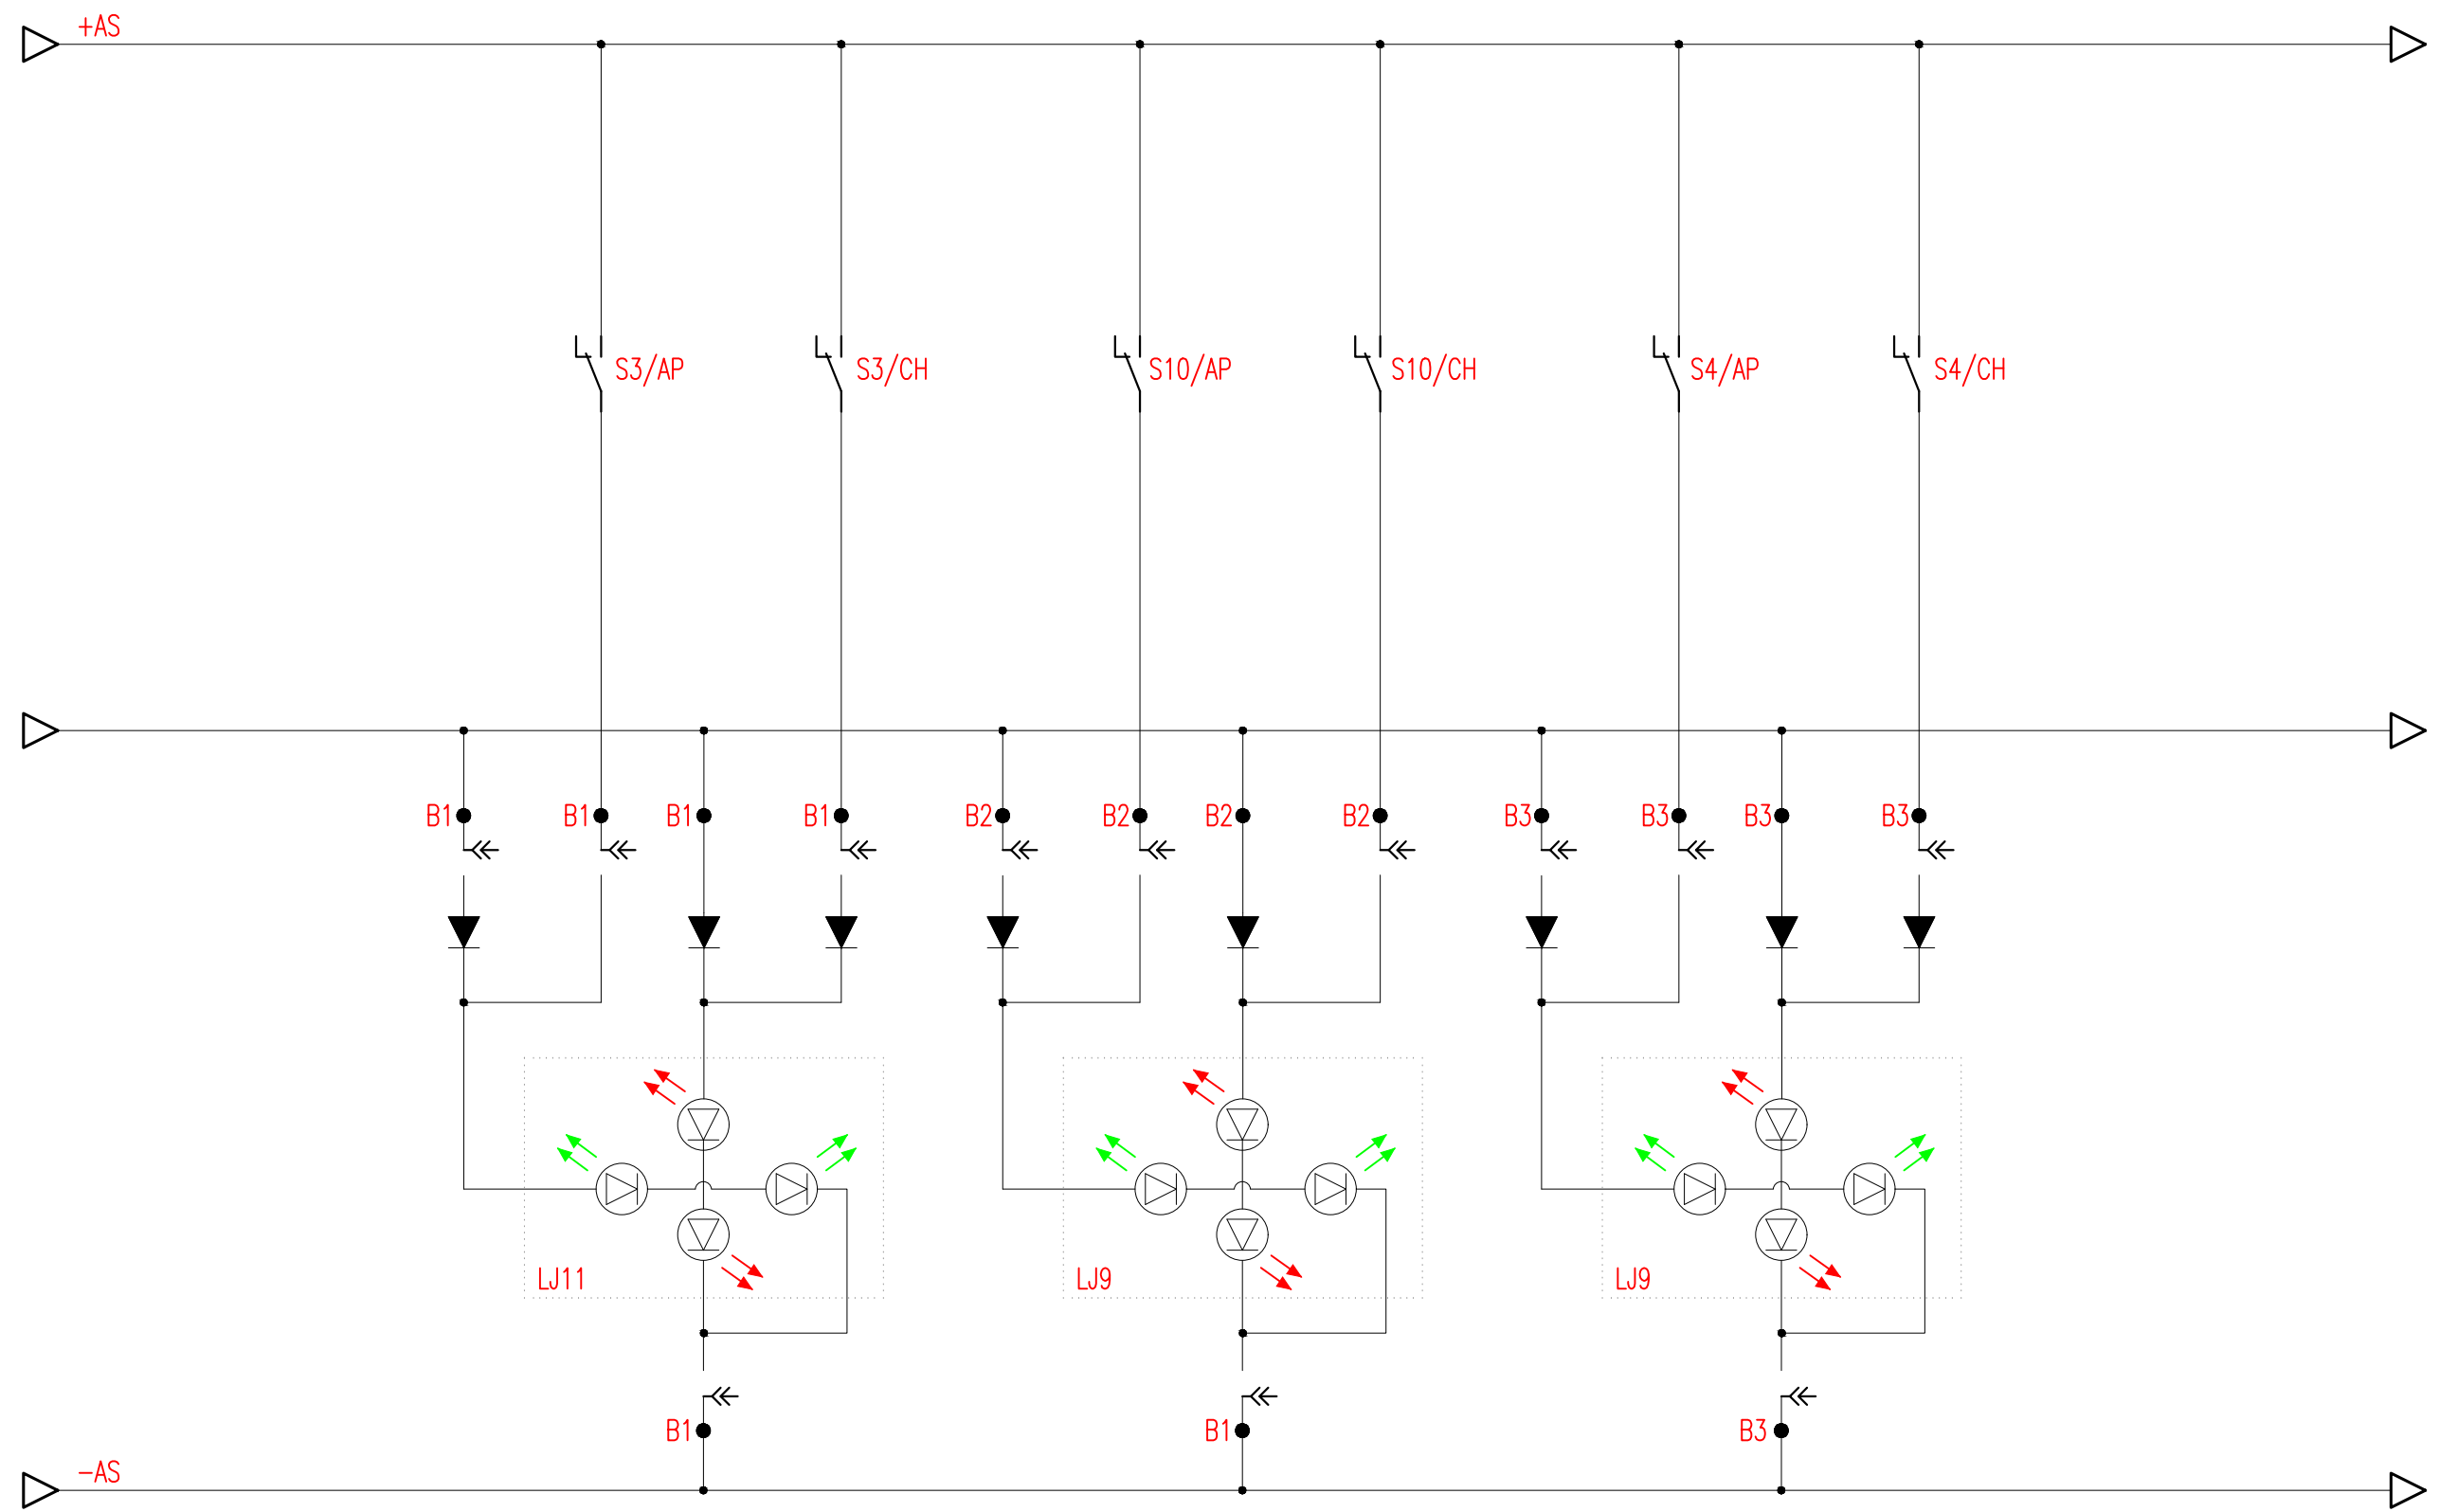 +AS
S3/AP S3/CH S10/AP S10/CH S4/AP S4/CH
B1 B1 B1 B1 B2 B2 B2 B2 B3 B3 B3 B3
LJ11 LJ9 LJ9
B1 B1 B3
-AS